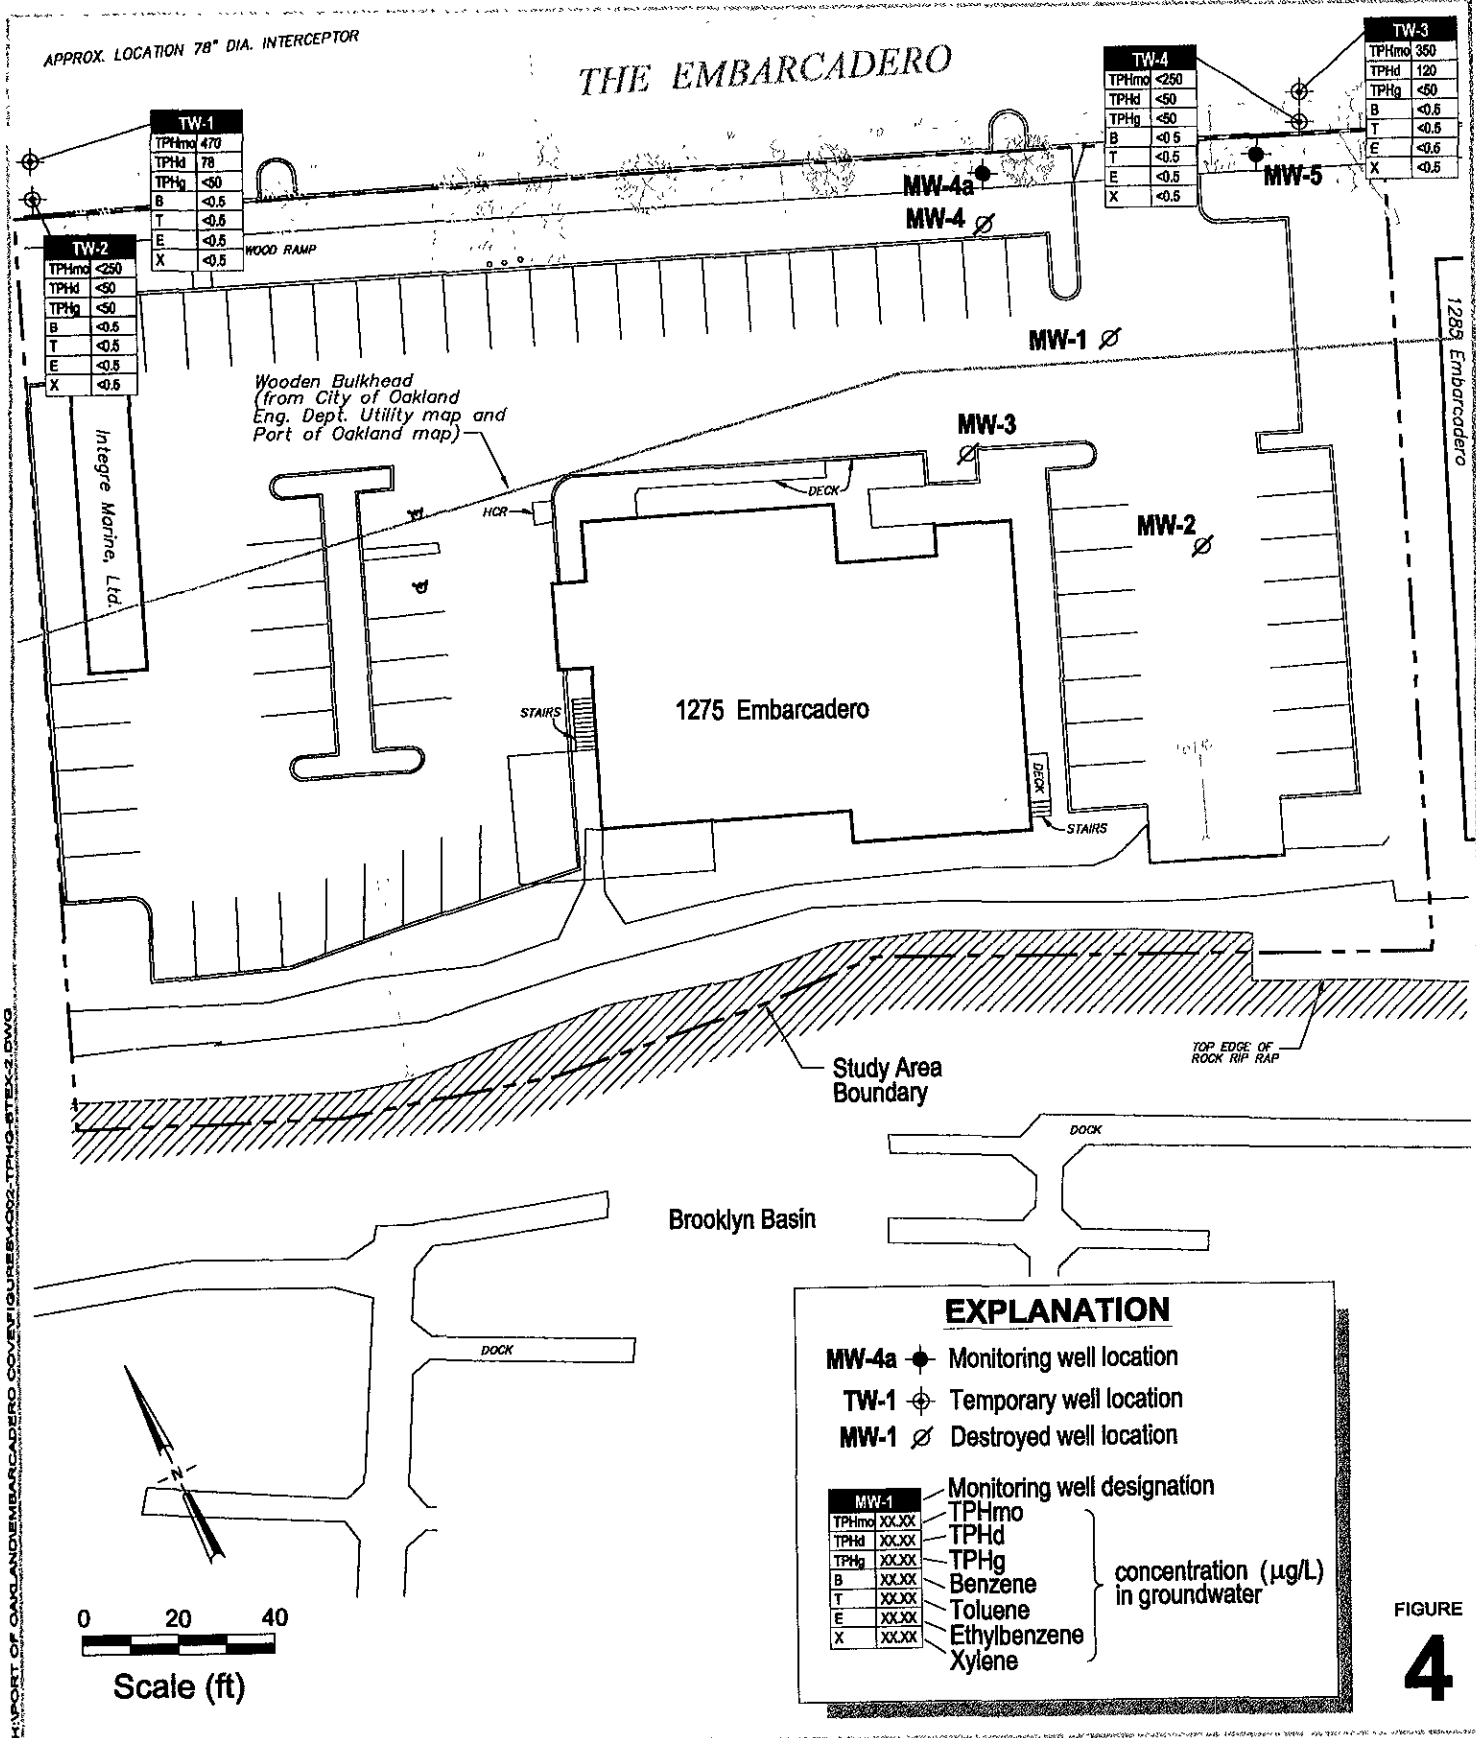 APPROX. LOCATION 78" DIA. INTERCEPTOR
THE EMBARCADERO
TW-1
TPHmo 470
TPHd 78
TPHg <50
B <0.5
T <0.5
E <0.5
X <0.5
TW-2
TPHmo <250
TPHd <50
TPHg <50
B <0.5
T <0.5
E <0.5
X <0.5
TW-4
TPHmo <250
TPHd <50
TPHg <50
B <0.5
T <0.5
E <0.5
X <0.5
TW-3
TPHmo 350
TPHd 120
TPHg <50
B <0.5
T <0.5
E <0.5
X <0.5
WOOD RAMP
MW-4a
MW-4
MW-5
MW-1
MW-3
MW-2
1285 Embarcadero
Wooden Bulkhead
(from City of Oakland
Eng. Dept. Utility map and
Port of Oakland map)
Integre Marine, Ltd.
HCR
DECK
STAIRS
1275 Embarcadero
DECK
STAIRS
TOP EDGE OF
ROCK RIP RAP
Study Area
Boundary
DOCK
Brooklyn Basin
DOCK
N
0 20 40
Scale (ft)
EXPLANATION
MW-4a Monitoring well location
TW-1 Temporary well location
MW-1 Destroyed well location
Monitoring well designation
MW-1
TPHmo XX.XX TPHmo
TPHd XX.XX TPHd
TPHg XX.XX TPHg
B XX.XX Benzene
T XX.XX Toluene
E XX.XX Ethylbenzene
X XX.XX Xylene
concentration (µg/L)
in groundwater
FIGURE
4